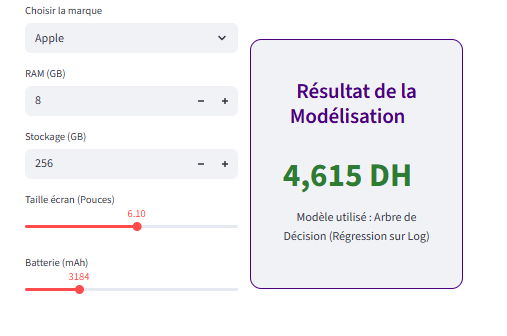 Choisir la marque
Apple
RAM (GB)
8
Stockage (GB)
256
Taille écran (Pouces)
6.10
Batterie (mAh)
3184
Résultat de la
Modélisation
4,615 DH
Modèle utilisé : Arbre de
Décision (Régression sur Log)